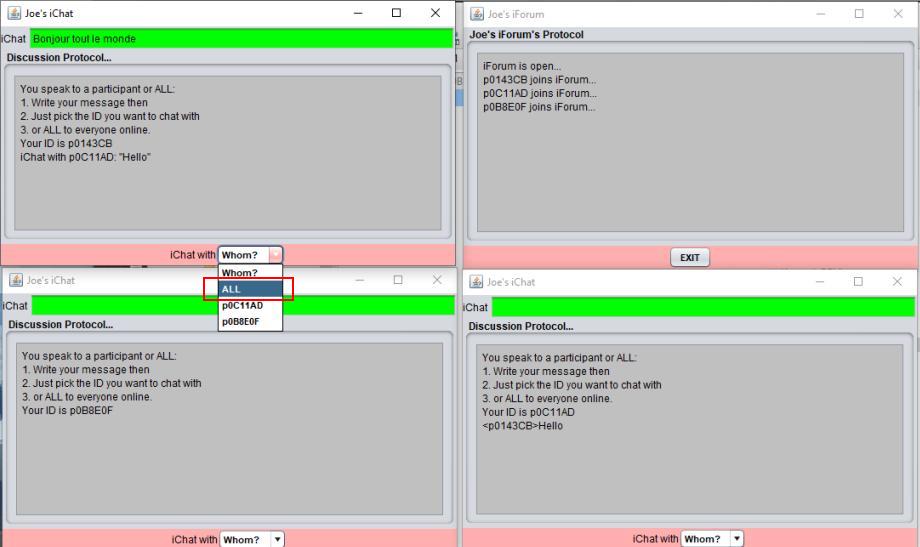 Joe's iChat
iChat Bonjour tout le monde
Discussion Protocol...
You speak to a participant or ALL:
1. Write your message then
2. Just pick the ID you want to chat with
3. or ALL to everyone online.
Your ID is p0143CB
iChat with p0C11AD: "Hello"
iChat with Whom?
Whom?
ALL
p0C11AD
p0B8E0F
Joe's iForum
Joe's iForum's Protocol
iForum is open...
p0143CB joins iForum...
p0C11AD joins iForum...
p0B8E0F joins iForum...
EXIT
Joe's iChat
iChat
Discussion Protocol...
You speak to a participant or ALL:
1. Write your message then
2. Just pick the ID you want to chat with
3. or ALL to everyone online.
Your ID is p0B8E0F
iChat with Whom?
Joe's iChat
iChat
Discussion Protocol...
You speak to a participant or ALL:
1. Write your message then
2. Just pick the ID you want to chat with
3. or ALL to everyone online.
Your ID is p0C11AD
<p0143CB>Hello
iChat with Whom?